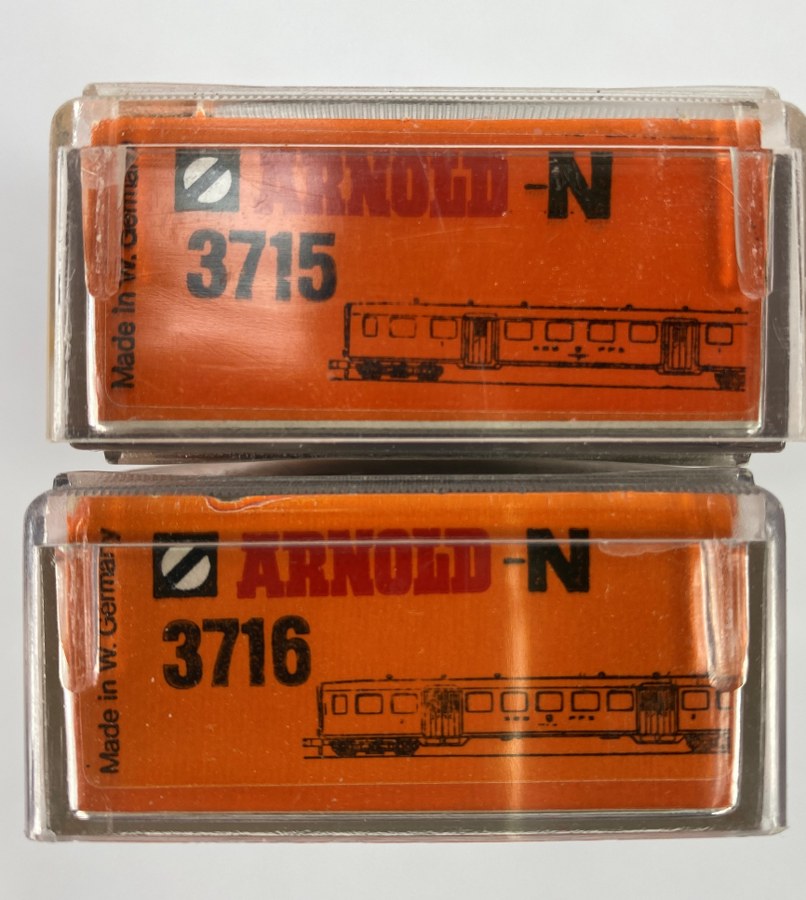 ARNOLD -N
3715
Made in W. Germany
ARNOLD -N
3716
Made in W. Germany